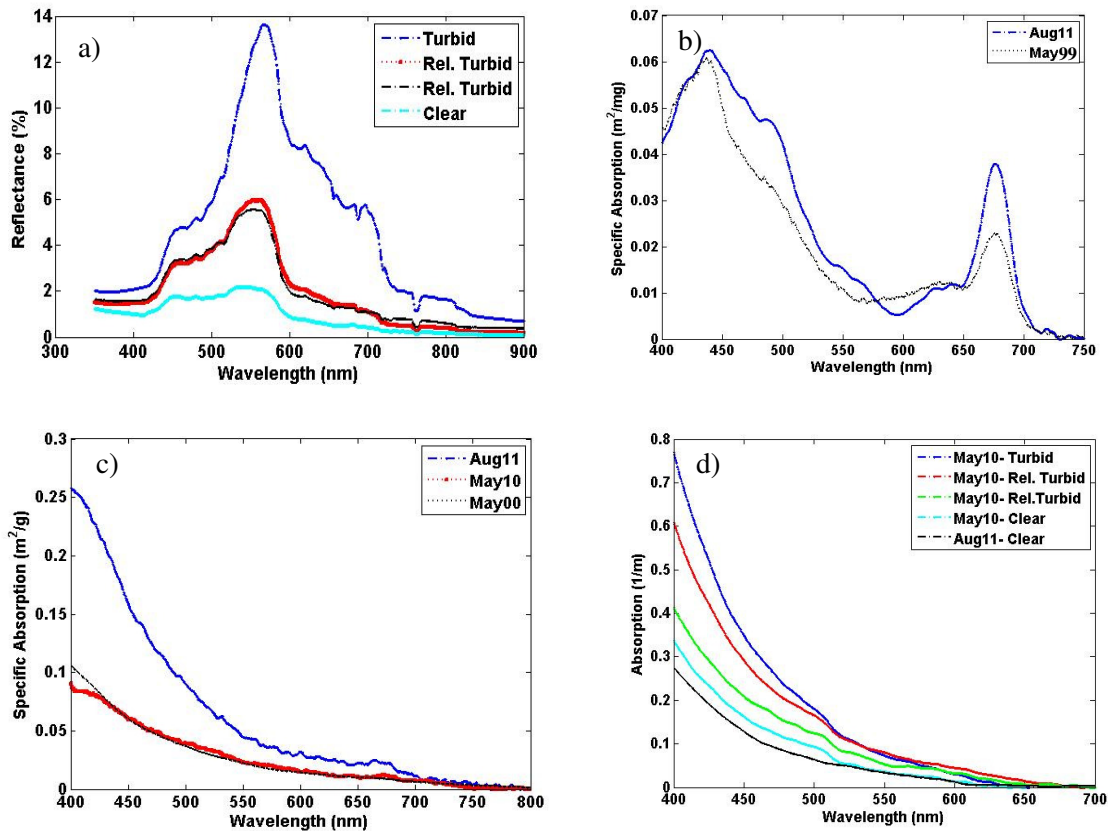 a)
Turbid
Rel. Turbid
Rel. Turbid
Clear
14
12
10
8
6
4
2
0
Reflectance (%)
300 400 500 600 700 800 900
Wavelength (nm)
b)
Aug11
May99
0.07
0.06
0.05
0.04
0.03
0.02
0.01
0
Specific Absorption (m²/mg)
400 450 500 550 600 650 700 750
Wavelength (nm)
c)
Aug11
May10
May00
0.3
0.25
0.2
0.15
0.1
0.05
0
Specific Absorption (m²/g)
400 450 500 550 600 650 700 750 800
Wavelength (nm)
d)
May10- Turbid
May10- Rel. Turbid
May10- Rel.Turbid
May10- Clear
Aug11- Clear
0.8
0.7
0.6
0.5
0.4
0.3
0.2
0.1
0
Absorption (1/m)
400 450 500 550 600 650 700
Wavelength (nm)